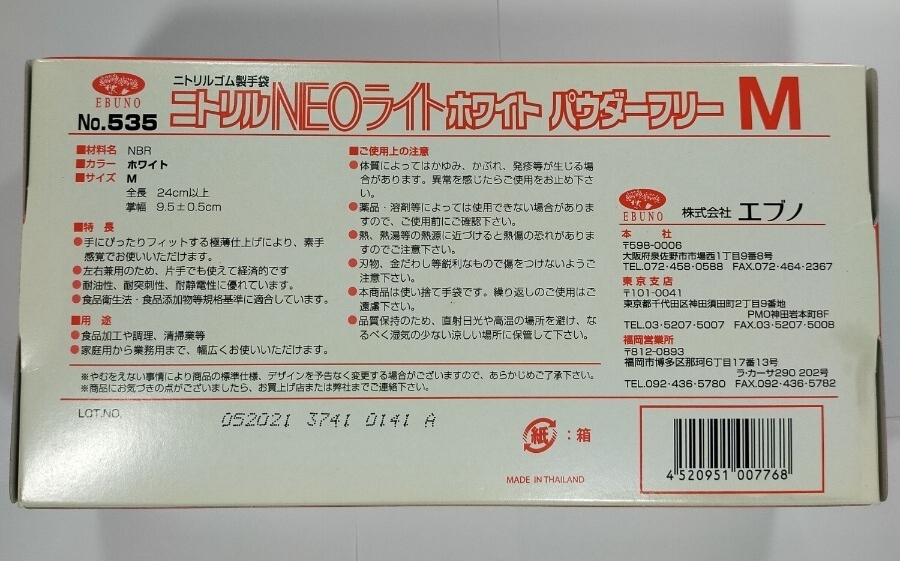 EBUNO
No.535
ニトリルゴム製手袋
ニトリルNEOライト ホワイト パウダーフリー M
■材料名 NBR
■カラー ホワイト
■サイズ M
全長 24cm以上
掌幅 9.5±0.5cm
■特 長
●手にぴったりフィットする極薄仕上げにより、素手
感覚でお使いいただけます。
●左右兼用のため、片手でも使えて経済的です
●耐油性、耐突刺性、耐静電性に優れています。
●食品衛生法・食品添加物等規格基準に適合しています。
■用 途
●食品加工や調理、清掃業等
●家庭用から業務用まで、幅広くお使いいただけます。
■ご使用上の注意
●体質によってはかゆみ、かぶれ、発疹等が生じる場
合があります。異常を感じたらご使用をお止め下さ
い。
●薬品・溶剤等によっては使用できない場合がありま
すので、ご使用前にご確認下さい。
●熱、熱湯等の熱源に近づけると熱傷の恐れがありま
すのでご注意下さい。
●刃物、金だわし等鋭利なもので傷をつけないようご
注意下さい。
●本商品は使い捨て手袋です。繰り返しのご使用はご
遠慮下さい。
●品質保持のため、直射日光や高温の場所を避け、な
るべく湿気の少ない涼しい場所に保管して下さい。
EBUNO
株式会社 エブノ
本 社
〒598-0006
大阪府泉佐野市市場西1丁目9番8号
TEL.072-458-0588 FAX.072-464-2367
東京支店
〒101-0041
東京都千代田区神田須田町2丁目9番地
PMO神田岩本町8F
TEL.03-5207-5007 FAX.03-5207-5008
福岡営業所
〒812-0893
福岡市博多区那珂6丁目17番13号
ラ・カーサ290 202号
TEL.092-436-5780 FAX.092-436-5782
※やむをえない事情により商品の標準仕様、デザインを予告なく変更する場合がございますので、あらかじめご了承下さい。
※商品にお気づきの点がございましたら、お買上げ店または弊社までご連絡下さい。
LOT.NO.
052021 3741 0141 A
紙 : 箱
MADE IN THAILAND
4 520951 007768